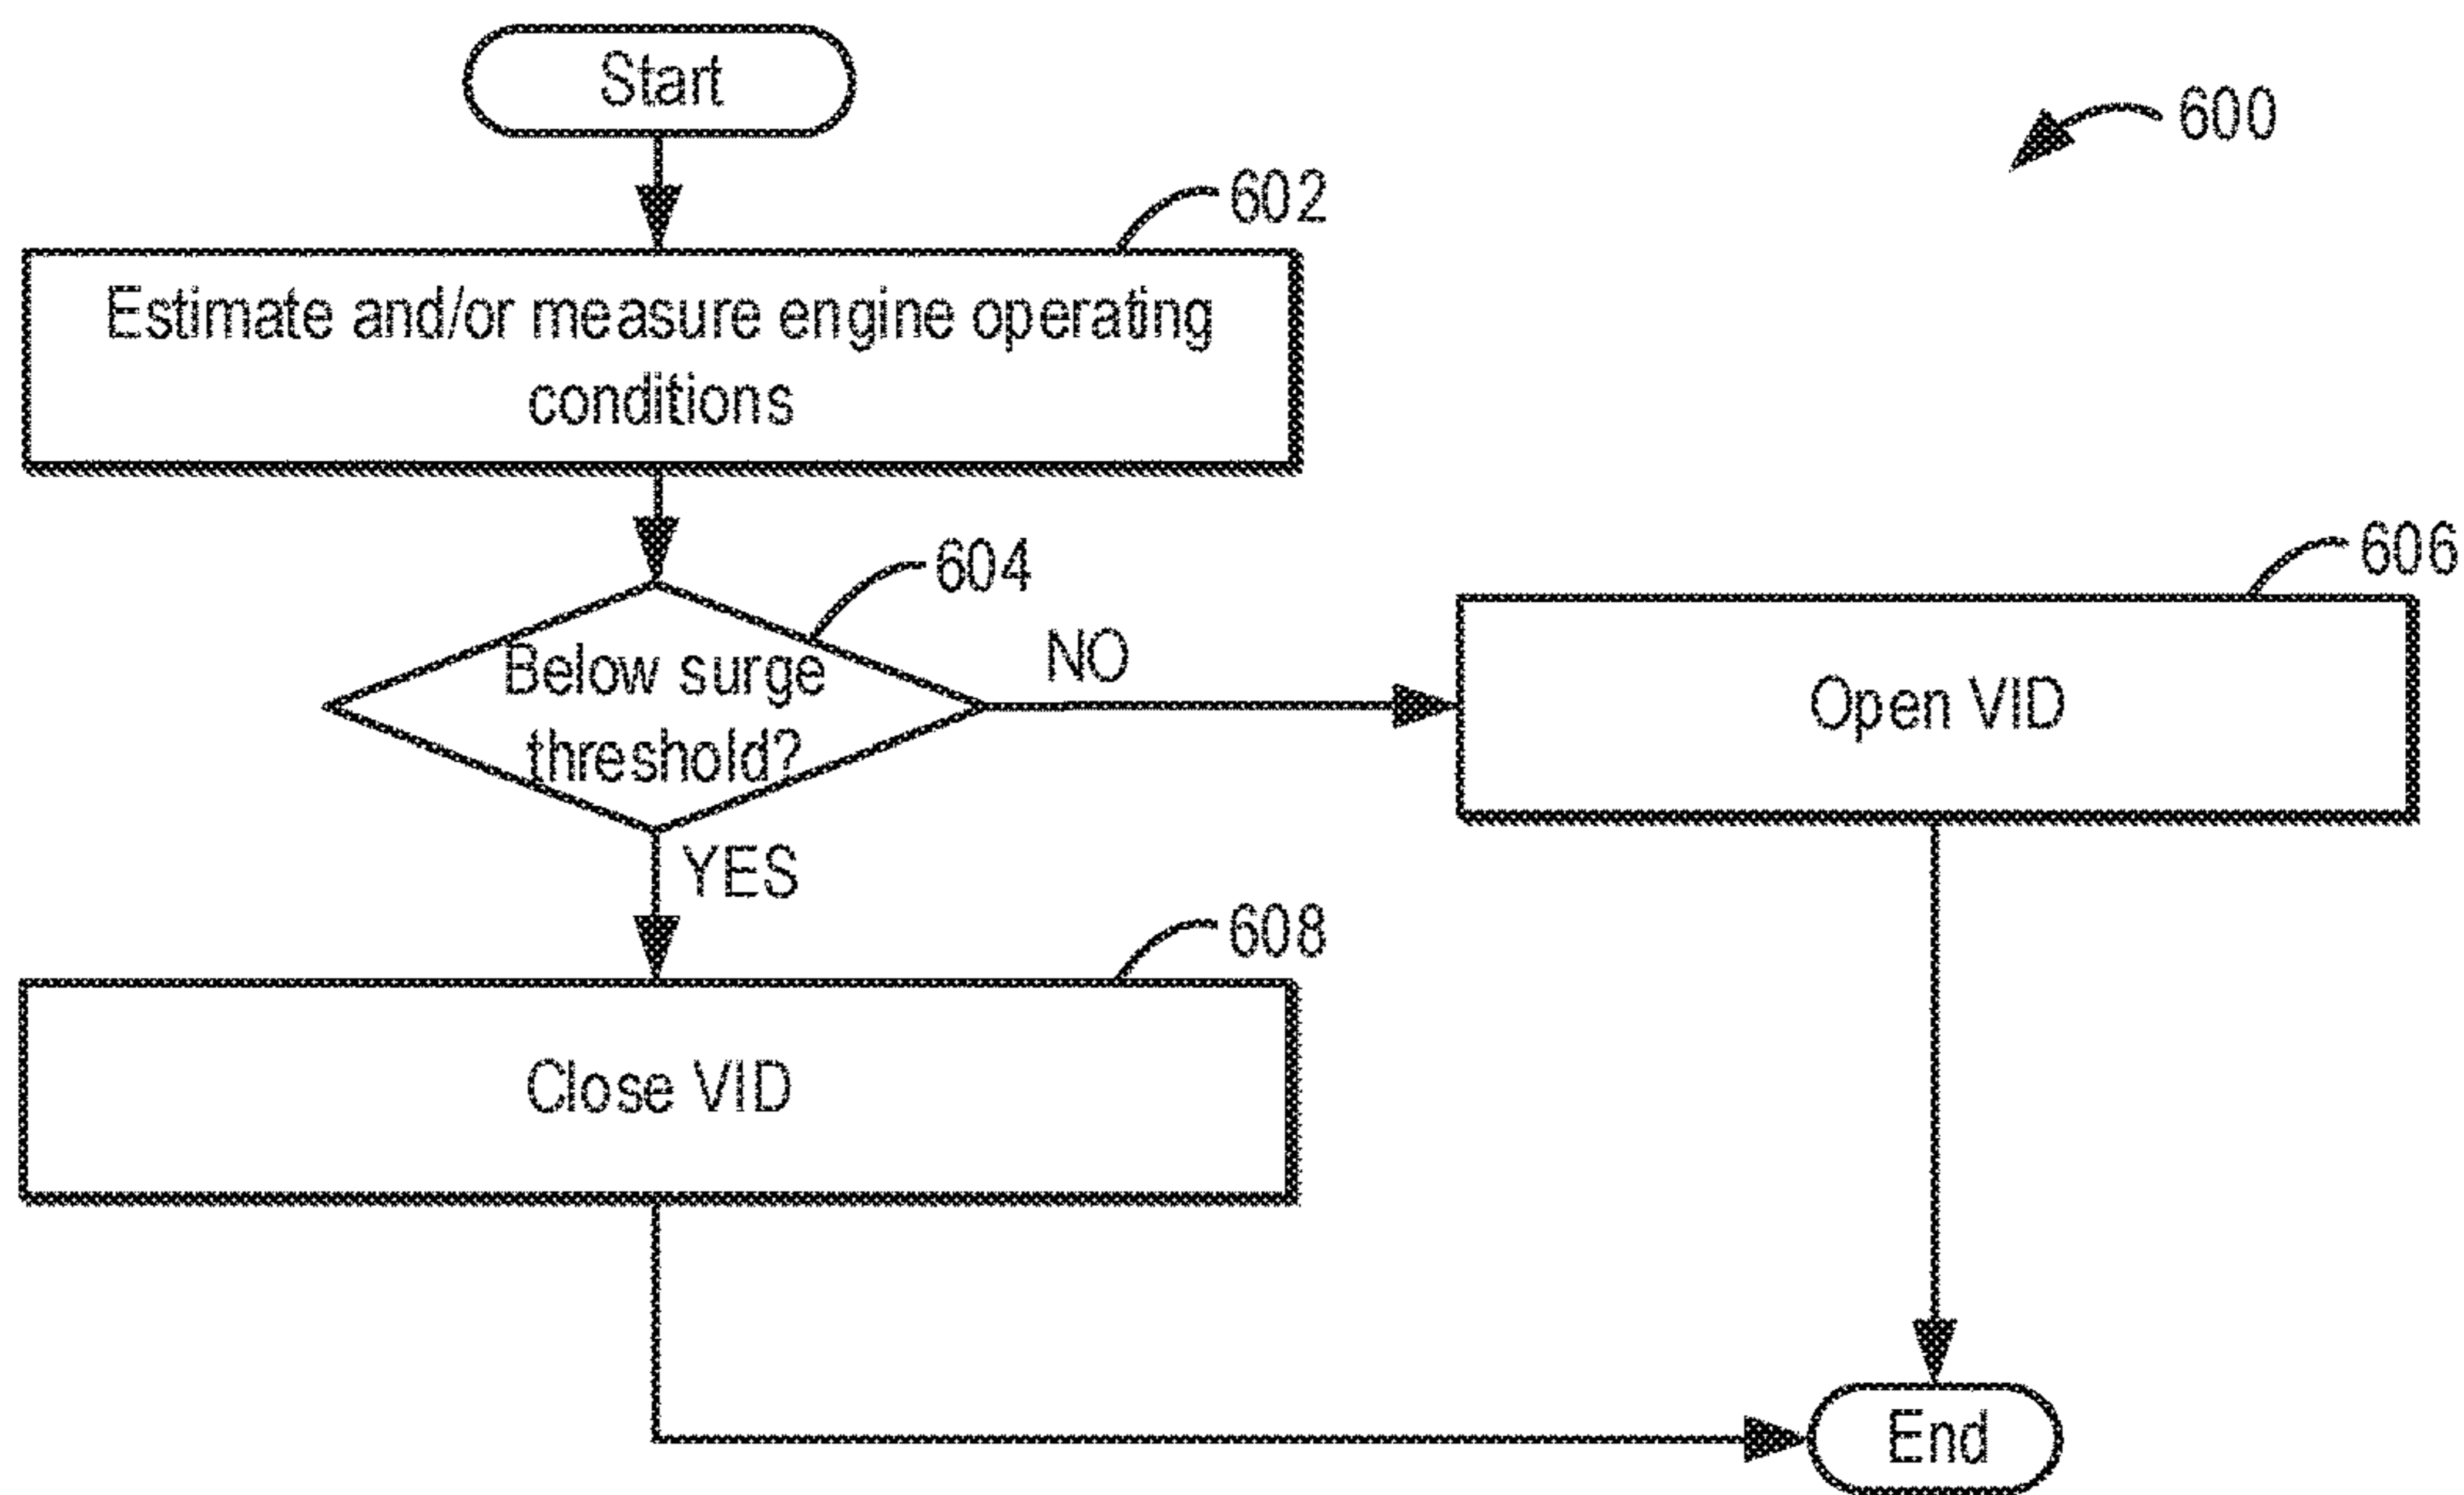 Start
600
602
Estimate and/or measure engine operating
conditions
604
606
Below surge
threshold?
NO
Open VID
YES
608
Close VID
End